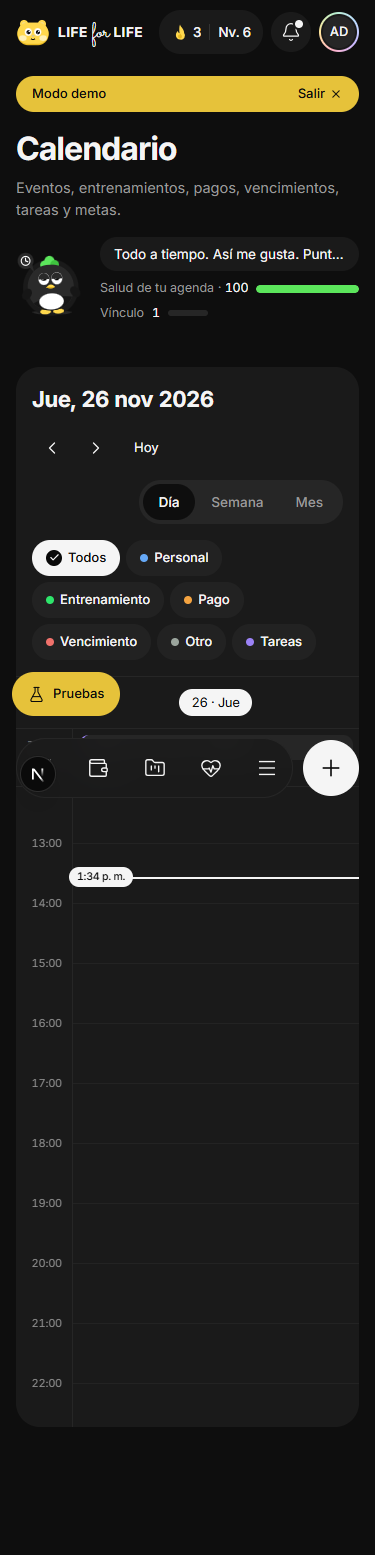 LIFE for LIFE
3 Nv. 6
AD
Modo demo
Salir ×
Calendario
Eventos, entrenamientos, pagos, vencimientos,
tareas y metas.
Todo a tiempo. Así me gusta. Punt...
Salud de tu agenda · 100
Vínculo 1
Jue, 26 nov 2026
Hoy
Día Semana Mes
Todos Personal
Entrenamiento Pago
Vencimiento Otro Tareas
Pruebas
26 · Jue
N
13:00
1:34 p. m.
14:00
15:00
16:00
17:00
18:00
19:00
20:00
21:00
22:00